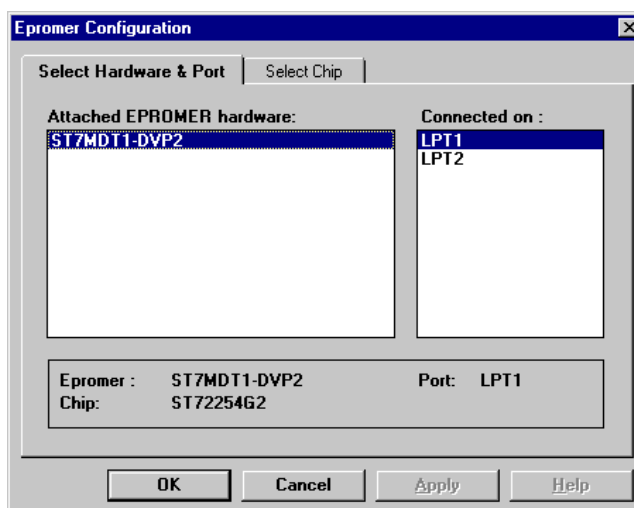 Epromer Configuration
Select Hardware & Port Select Chip
Attached EPROMER hardware: Connected on :
ST7MDT1-DVP2 LPT1
LPT2
Epromer : ST7MDT1-DVP2 Port: LPT1
Chip: ST72254G2
OK Cancel Apply Help